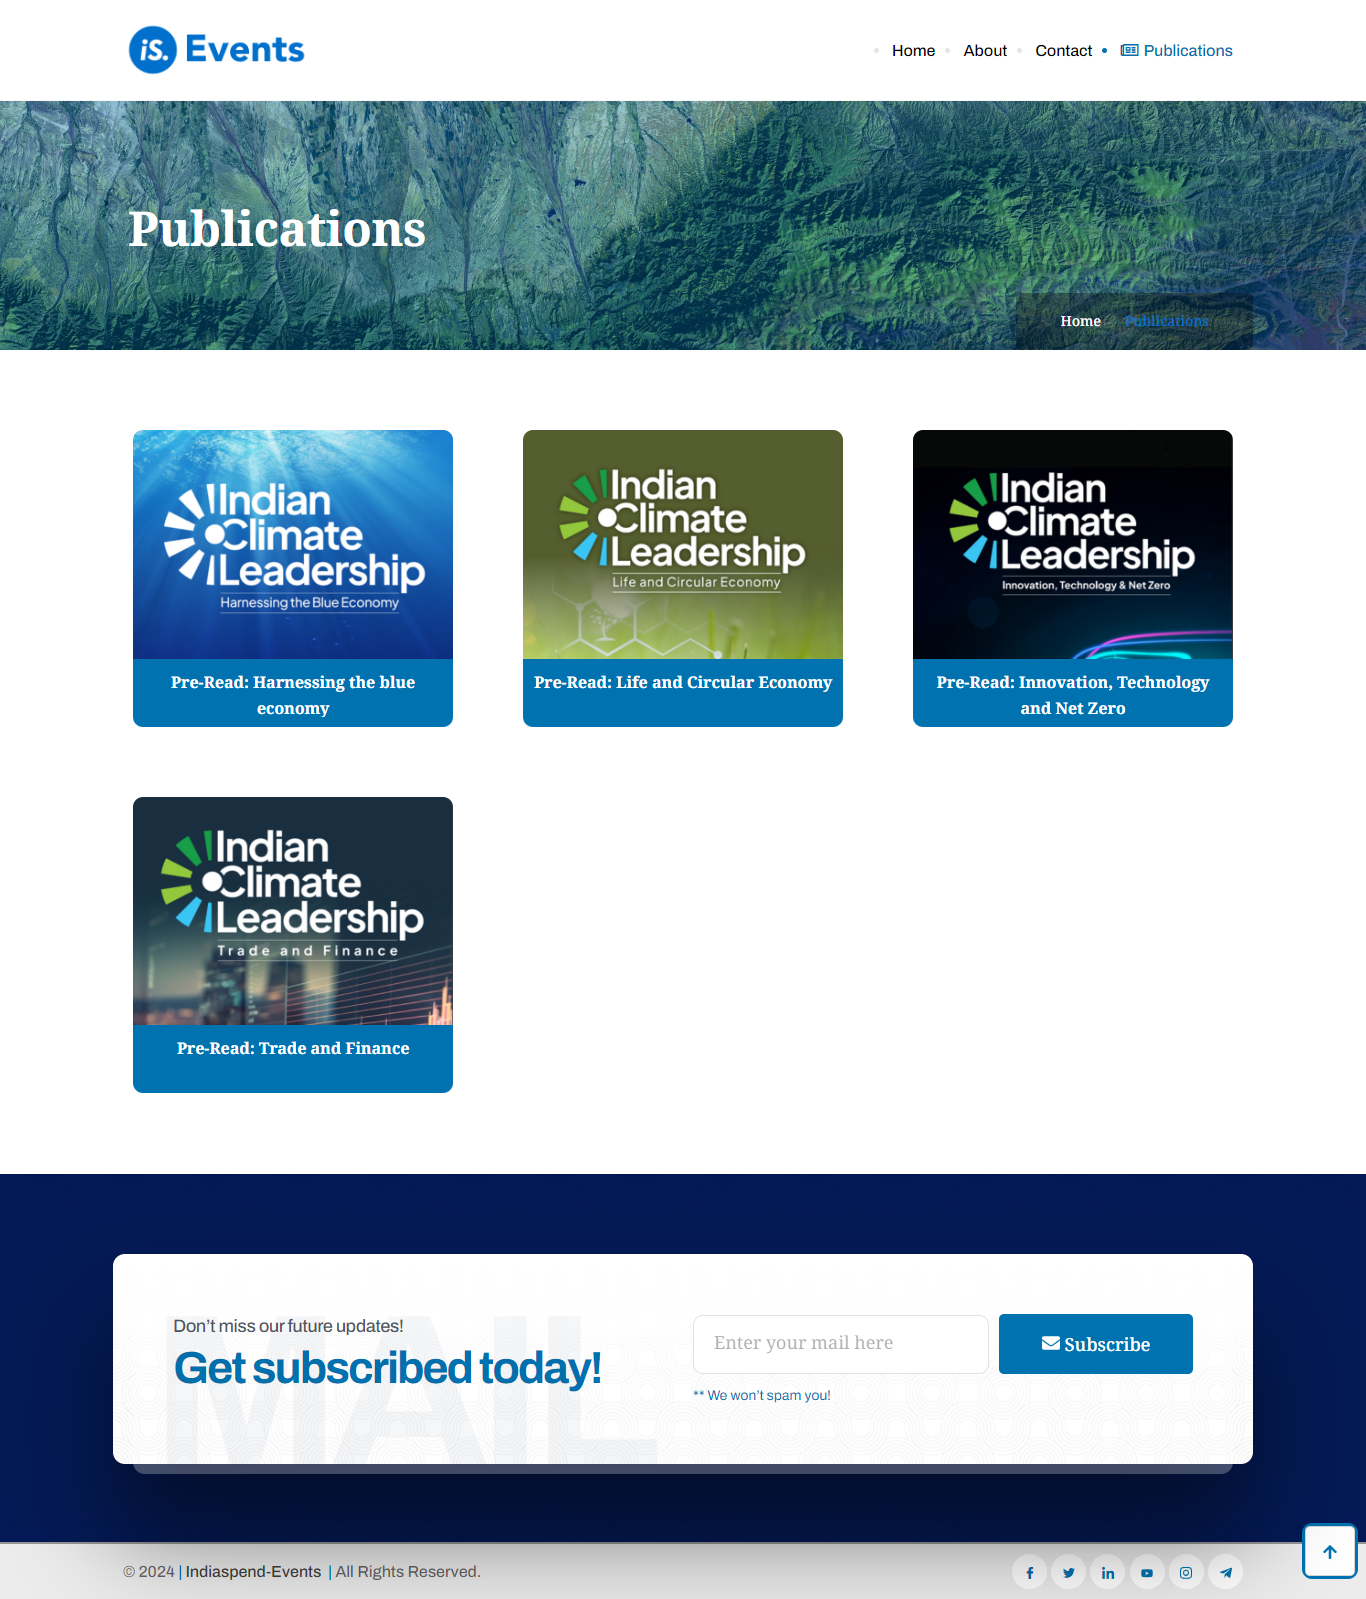 iS. Events
Home
About
Contact
Publications
Publications
Home
Publications
Indian
Climate
Leadership
Harnessing the Blue Economy
Pre-Read: Harnessing the blue
economy
Indian
Climate
Leadership
Life and Circular Economy
Pre-Read: Life and Circular Economy
Indian
Climate
Leadership
Innovation, Technology & Net Zero
Pre-Read: Innovation, Technology
and Net Zero
Indian
Climate
Leadership
Trade and Finance
Pre-Read: Trade and Finance
MAIL
Don’t miss our future updates!
Get subscribed today!
Enter your mail here
Subscribe
** We won’t spam you!
© 2024 | Indiaspend-Events | All Rights Reserved.